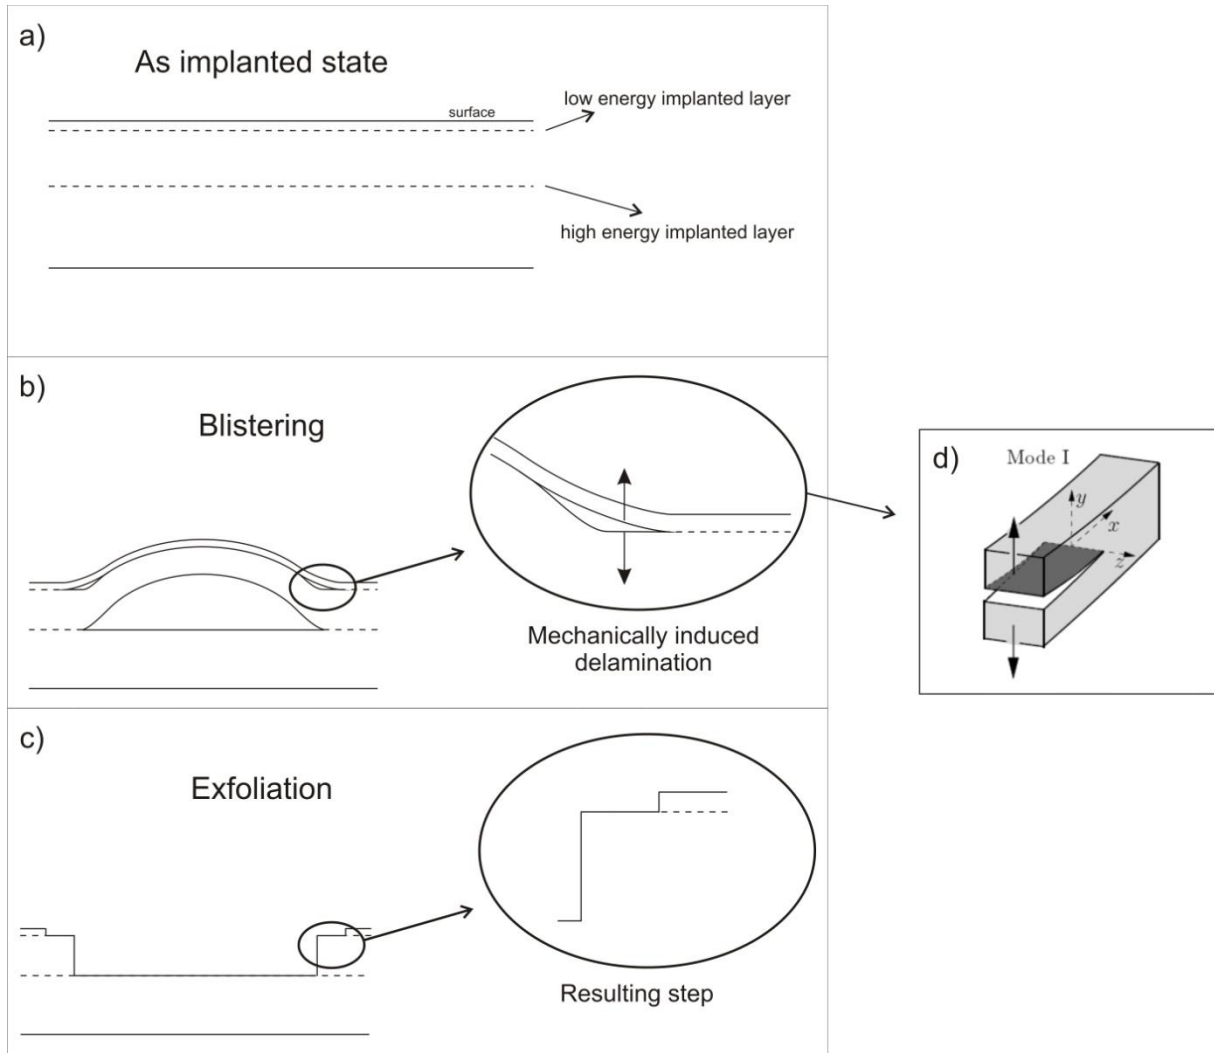 a)
As implanted state
low energy implanted layer
surface
high energy implanted layer
b)
Blistering
Mechanically induced
delamination
d)
Mode I
y
x
z
c)
Exfoliation
Resulting step